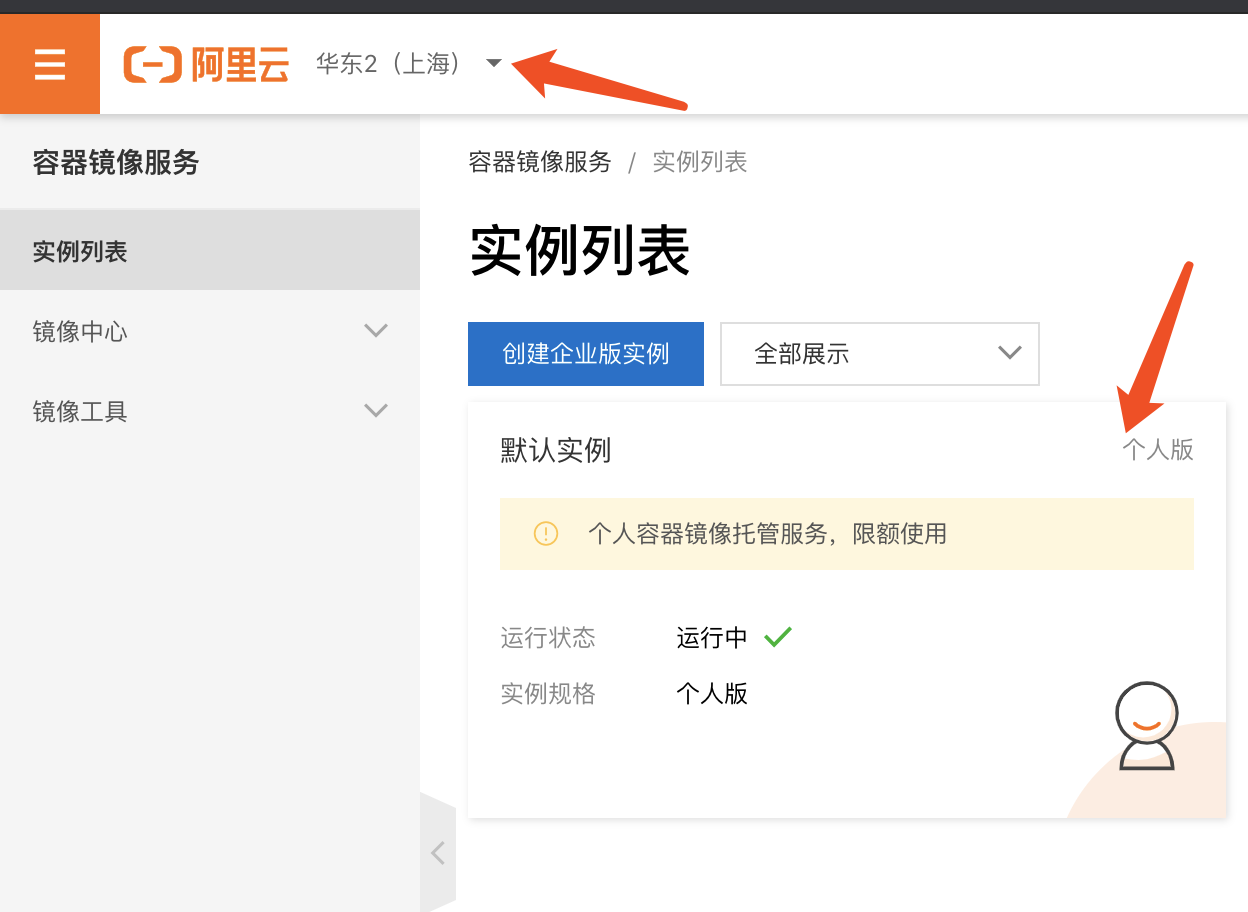 阿里云 华东2（上海）
容器镜像服务
实例列表
镜像中心
镜像工具
容器镜像服务 / 实例列表
实例列表
创建企业版实例 全部展示
默认实例 个人版
个人容器镜像托管服务，限额使用
运行状态 运行中
实例规格 个人版